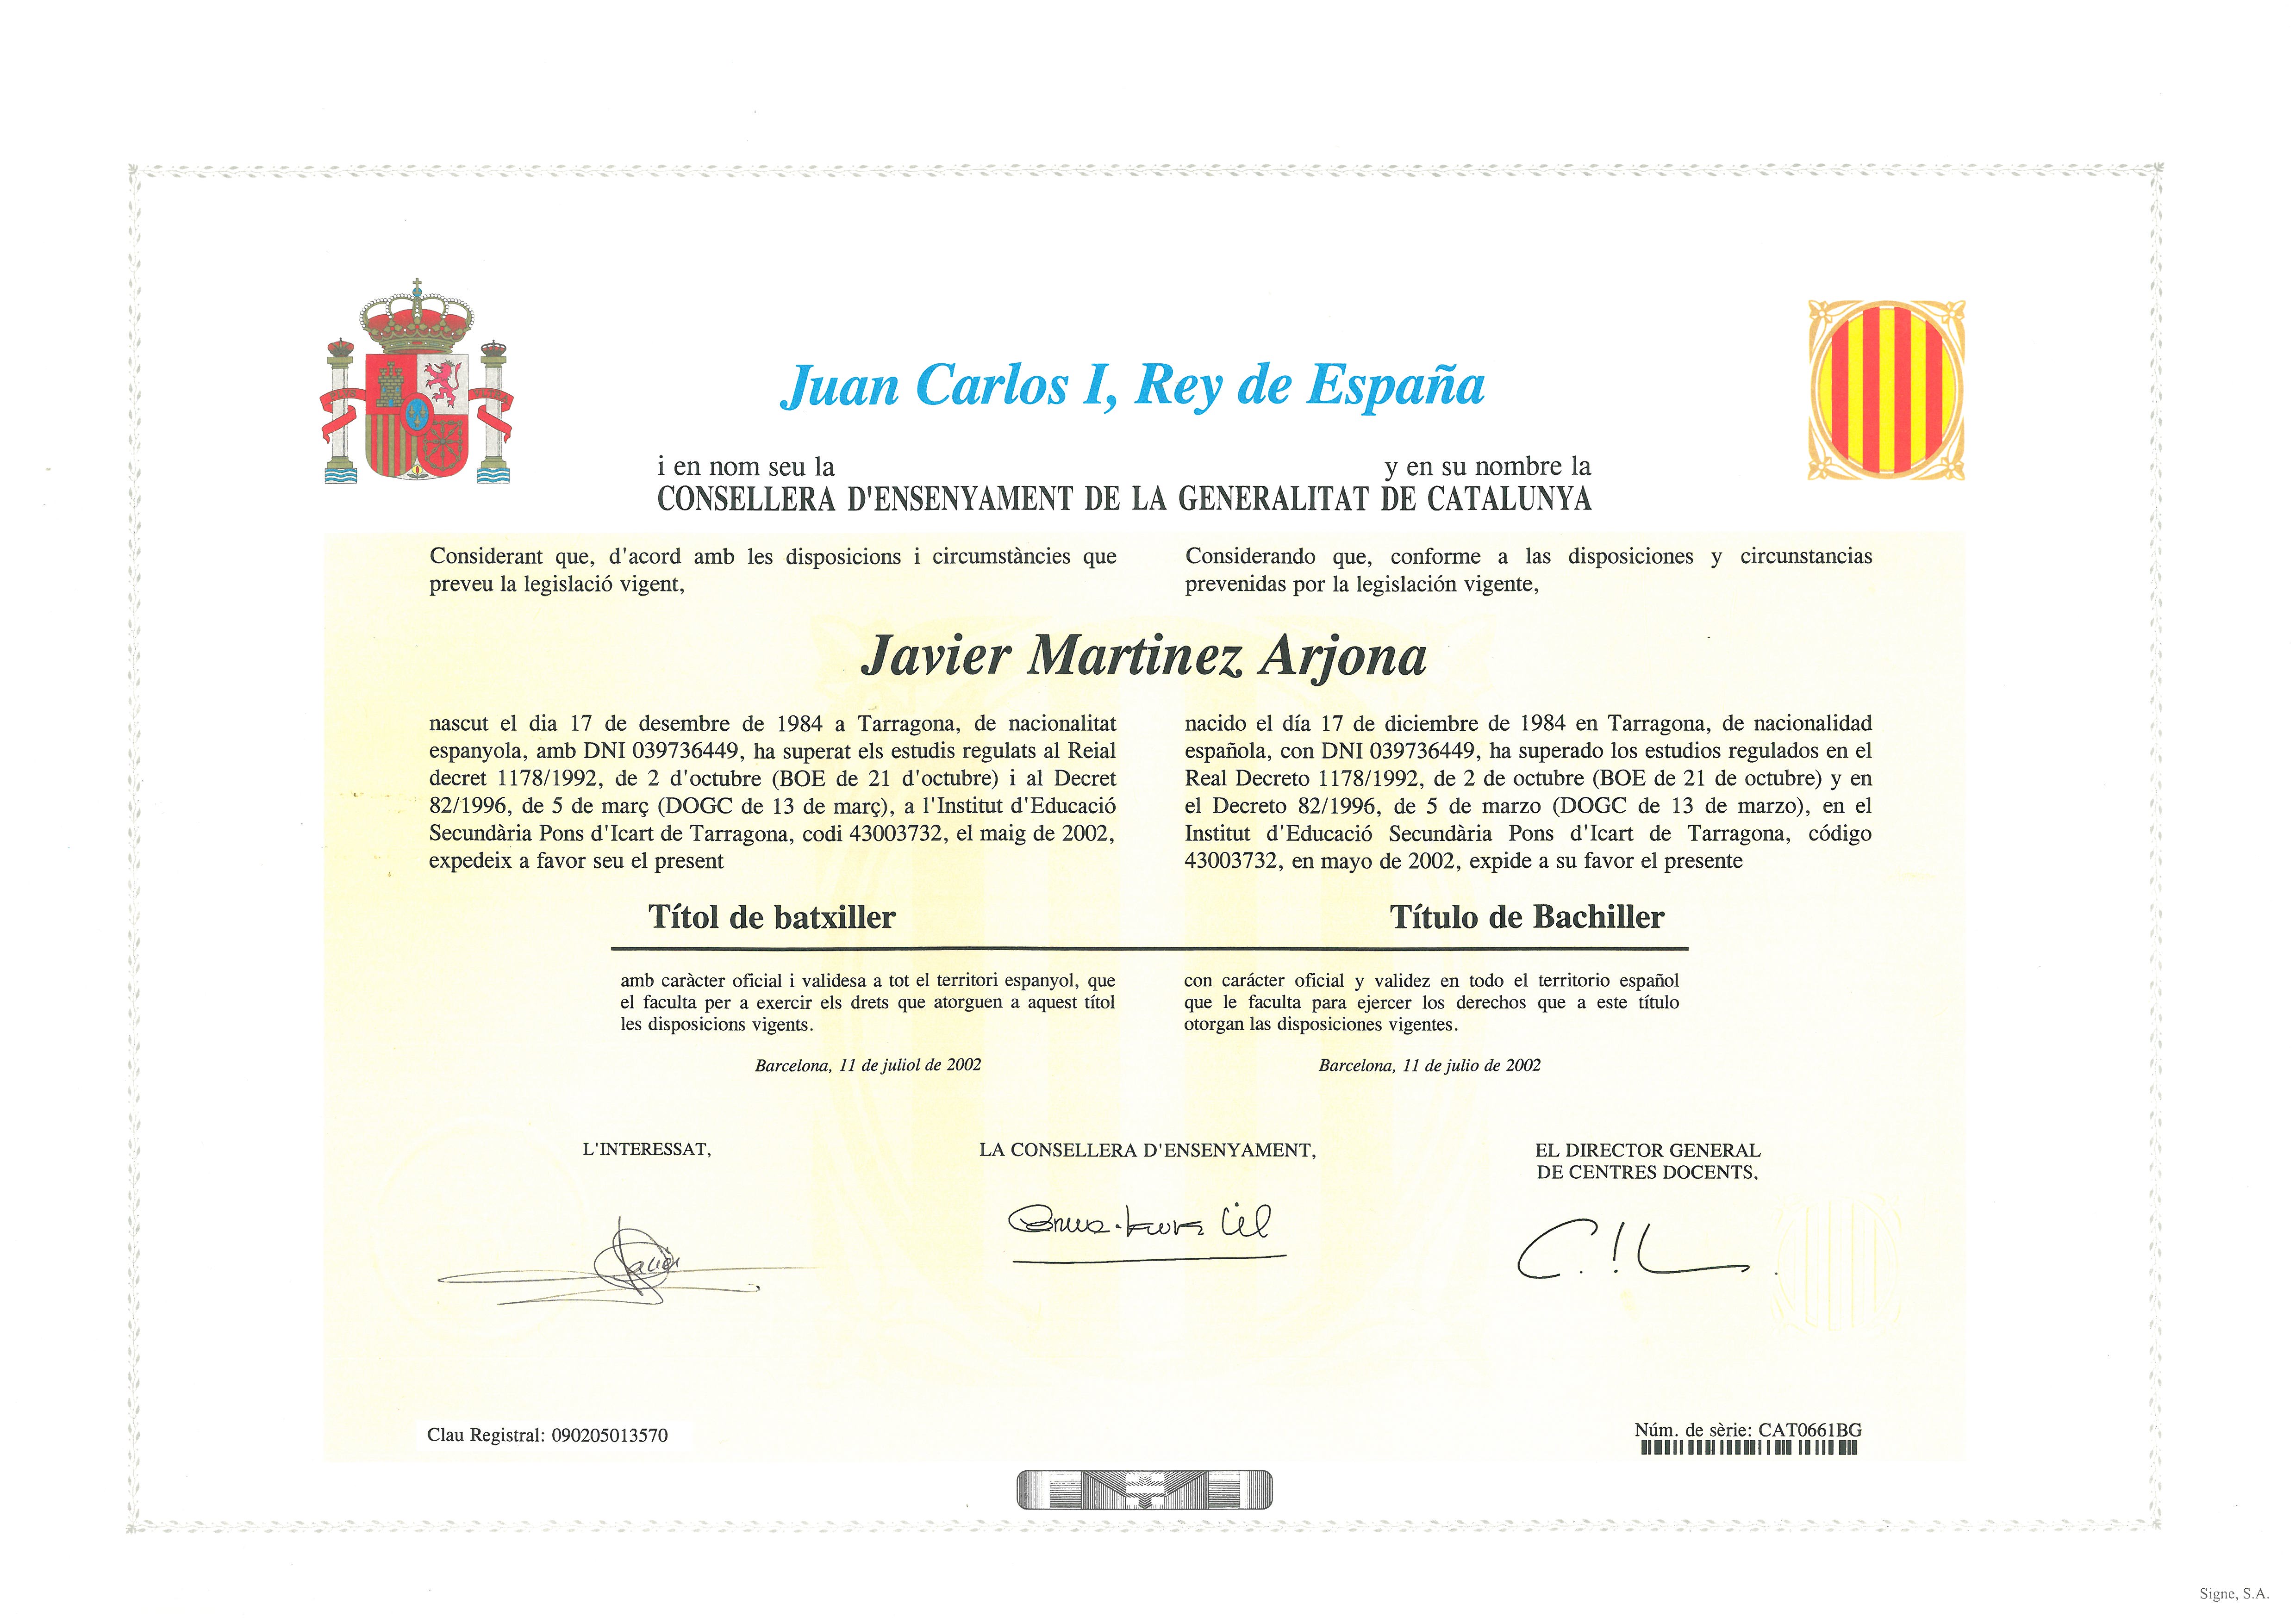 Juan Carlos I, Rey de España
i en nom seu la
y en su nombre la
CONSELLERA D'ENSENYAMENT DE LA GENERALITAT DE CATALUNYA
Considerant que, d'acord amb les disposicions i circumstàncies que
preveu la legislació vigent,
Considerando que, conforme a las disposiciones y circunstancias
prevenidas por la legislación vigente,
Javier Martinez Arjona
nascut el dia 17 de desembre de 1984 a Tarragona, de nacionalitat
espanyola, amb DNI 039736449, ha superat els estudis regulats al Reial
decret 1178/1992, de 2 d'octubre (BOE de 21 d'octubre) i al Decret
82/1996, de 5 de març (DOGC de 13 de març), a l'Institut d'Educació
Secundària Pons d'Icart de Tarragona, codi 43003732, el maig de 2002,
expedeix a favor seu el present
nacido el día 17 de diciembre de 1984 en Tarragona, de nacionalidad
española, con DNI 039736449, ha superado los estudios regulados en el
Real Decreto 1178/1992, de 2 de octubre (BOE de 21 de octubre) y en
el Decreto 82/1996, de 5 de marzo (DOGC de 13 de marzo), en el
Institut d'Educació Secundària Pons d'Icart de Tarragona, código
43003732, en mayo de 2002, expide a su favor el presente
Títol de batxiller
Título de Bachiller
amb caràcter oficial i validesa a tot el territori espanyol, que
el faculta per a exercir els drets que atorguen a aquest títol
les disposicions vigents.
con carácter oficial y validez en todo el territorio español
que le faculta para ejercer los derechos que a este título
otorgan las disposiciones vigentes.
Barcelona, 11 de juliol de 2002
Barcelona, 11 de julio de 2002
L'INTERESSAT,
LA CONSELLERA D'ENSENYAMENT,
EL DIRECTOR GENERAL
DE CENTRES DOCENTS,
Clau Registral: 090205013570
Núm. de sèrie: CAT0661BG
Signe, S.A.